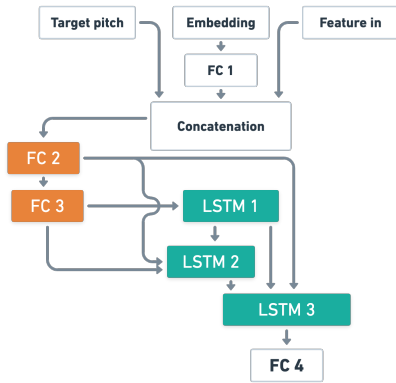 Target pitch
Embedding
Feature in
FC 1
Concatenation
FC 2
FC 3
LSTM 1
LSTM 2
LSTM 3
FC 4